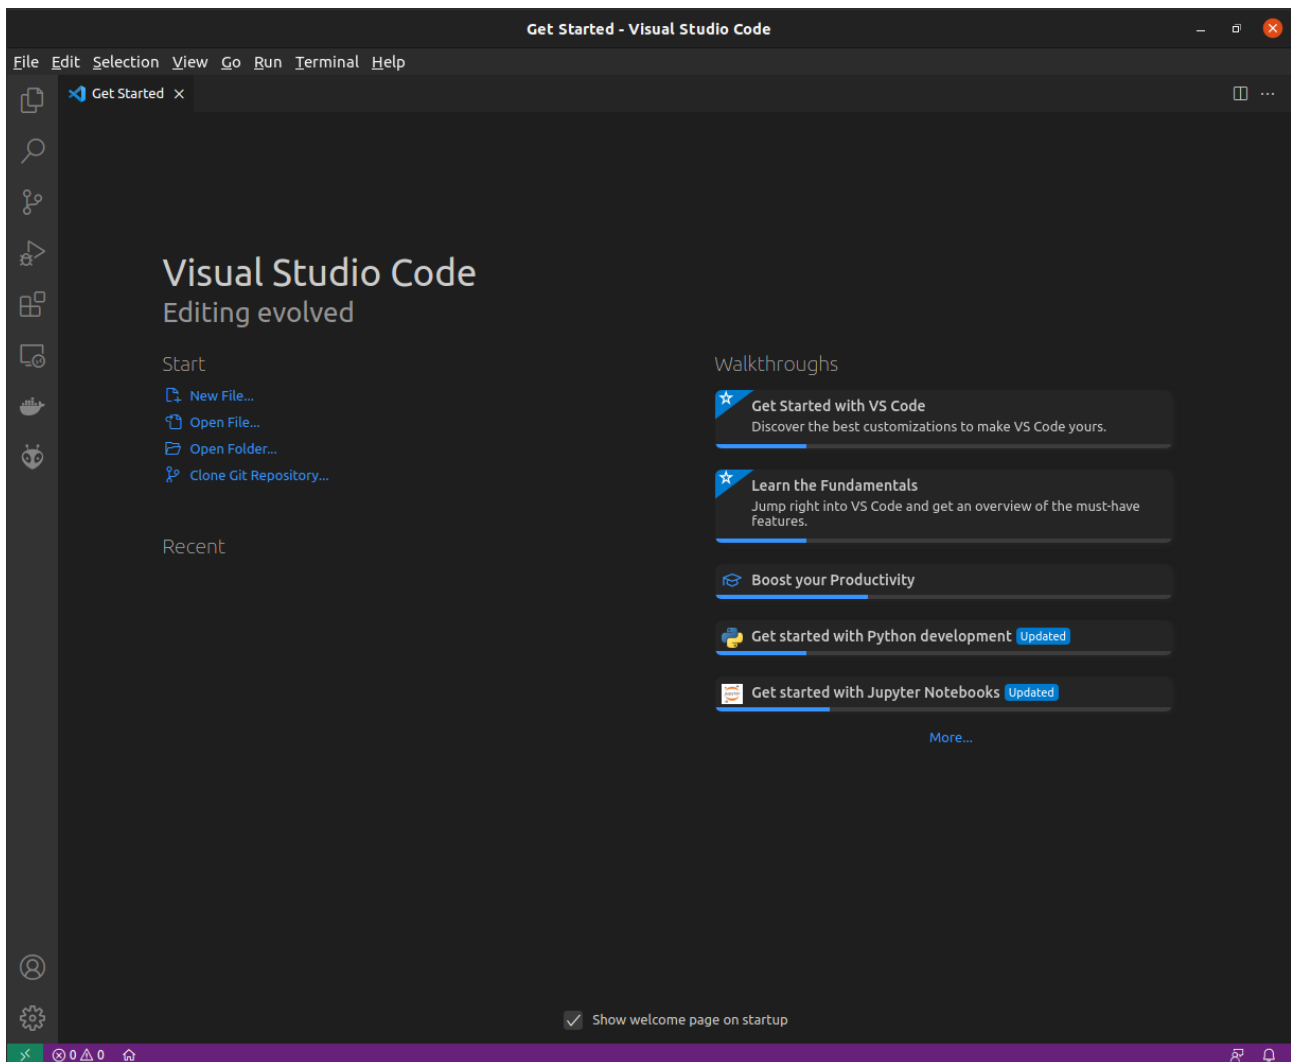 Get Started - Visual Studio Code
File Edit Selection View Go Run Terminal Help
Get Started
Visual Studio Code
Editing evolved
Start
New File...
Open File...
Open Folder...
Clone Git Repository...
Recent
Walkthroughs
Get Started with VS Code
Discover the best customizations to make VS Code yours.
Learn the Fundamentals
Jump right into VS Code and get an overview of the must-have
features.
Boost your Productivity
Get started with Python development Updated
Get started with Jupyter Notebooks Updated
More...
Show welcome page on startup
0 0